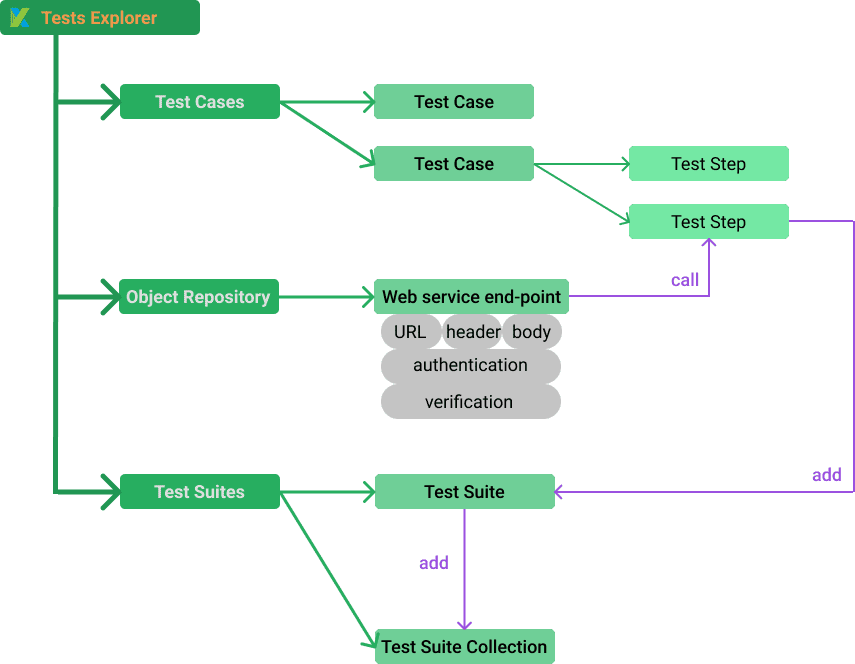 Tests Explorer
Test Cases
Test Case
Test Case
Test Step
Test Step
Object Repository
Web service end-point
call
URL
header
body
authentication
verification
Test Suites
Test Suite
add
add
Test Suite Collection